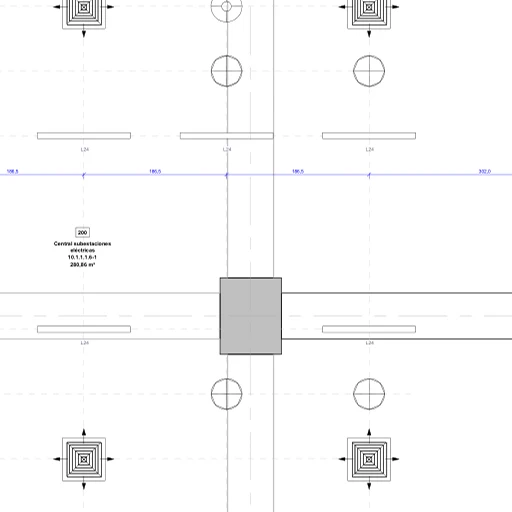 L24
L24
L24
186,5
186,5
186,5
302,0
200
Central subestaciones
eléctricas
10.1.1.1.6-1
280,86 m²
L24
L24